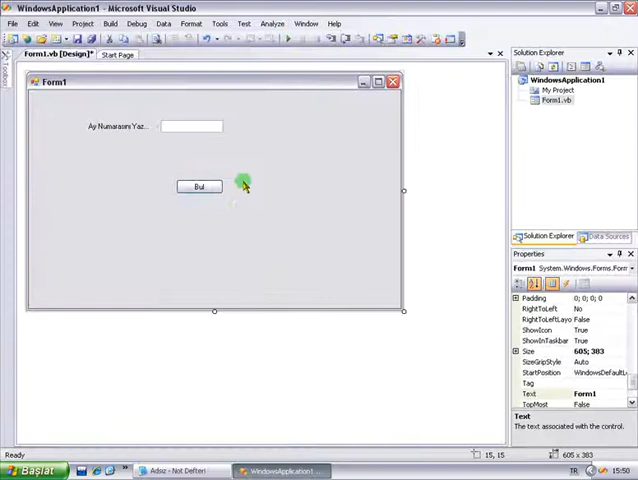 WindowsApplication1 - Microsoft Visual Studio
File Edit View Project Build Debug Data Format Tools Test Analyze Window Help
Form1.vb [Design]* Start Page
Toolbox
Form1
Ay Numarasını Yaz...
Bul
Solution Explorer
WindowsApplication1
My Project
Form1.vb
Solution Explorer Data Sources
Properties
Form1 System.Windows.Forms.Form
Padding 0; 0; 0; 0
RightToLeft No
RightToLeftLayo False
ShowIcon True
ShowInTaskbar True
Size 605; 383
SizeGripStyle Auto
StartPosition WindowsDefaultL
Tag
Text Form1
TopMost False
Text
The text associated with the control.
Ready 15, 15 605 x 383
Başlat Adsız - Not Defteri WindowsApplication1 ... TR 15:50